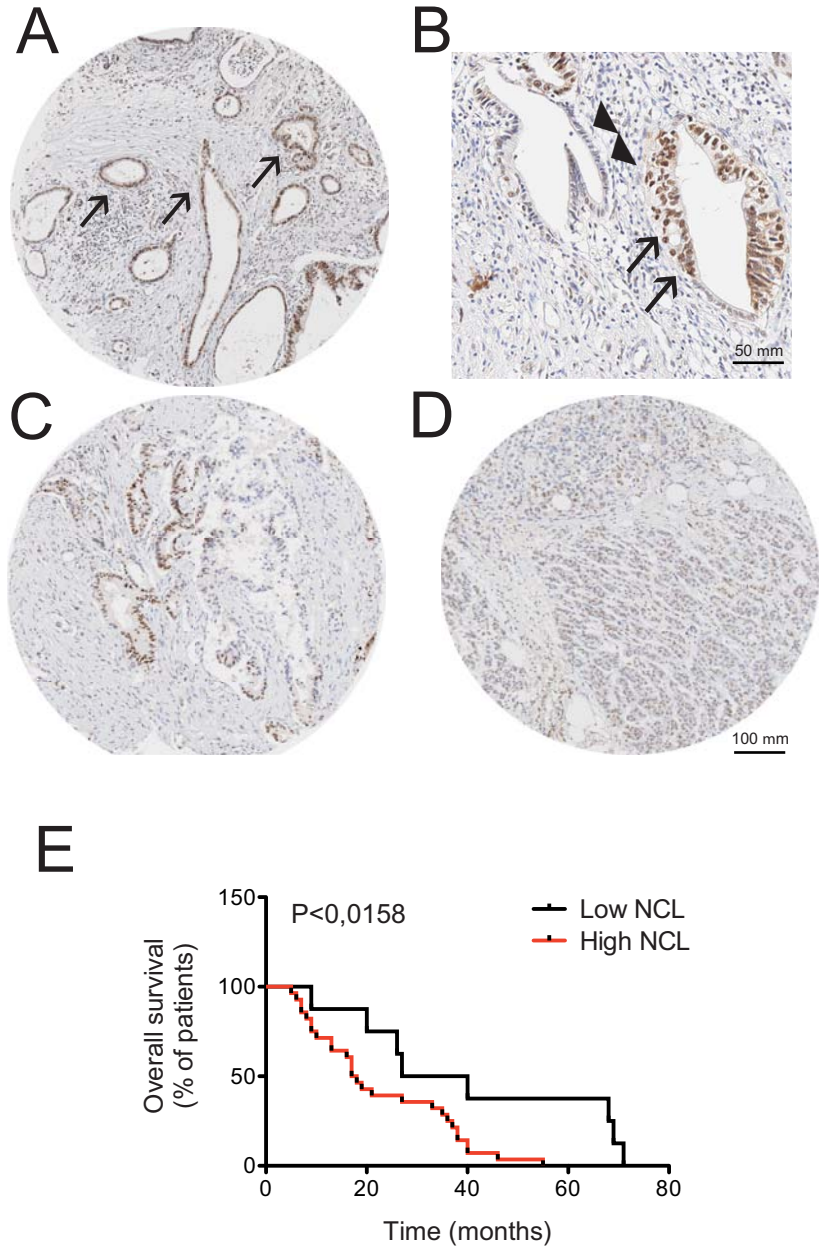 A
B
50 mm
C
D
100 mm
E
P<0,0158
Low NCL
High NCL
Overall survival
(% of patients)
150
100
50
0
0 20 40 60 80
Time (months)